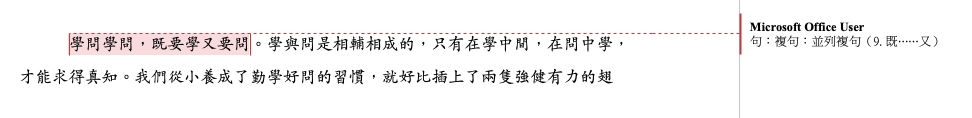 學問學問，既要學又要問。學與問是相輔相成的，只有在學中問，在問中學，
才能求得真知。我們從小養成了勤學好問的習慣，就好比插上了兩隻強健有力的翅
Microsoft Office User
句：複句：並列複句（9. 既⋯⋯又）